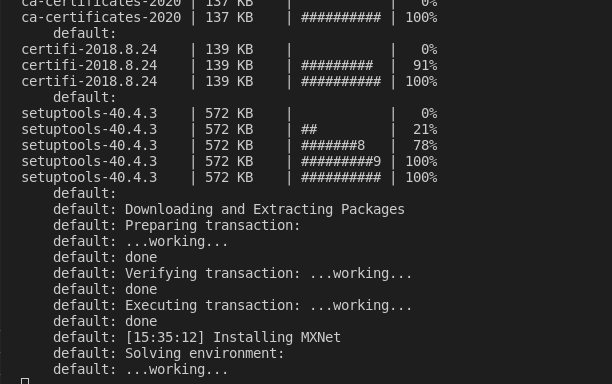 ca-certificates-2020 | 137 KB    |            |   0%
ca-certificates-2020 | 137 KB    | ########## | 100%
    default:
certifi-2018.8.24    | 139 KB    |            |   0%
certifi-2018.8.24    | 139 KB    | #########  |  91%
certifi-2018.8.24    | 139 KB    | ########## | 100%
    default:
setuptools-40.4.3    | 572 KB    |            |   0%
setuptools-40.4.3    | 572 KB    | ##         |  21%
setuptools-40.4.3    | 572 KB    | #######8   |  78%
setuptools-40.4.3    | 572 KB    | #########9 | 100%
setuptools-40.4.3    | 572 KB    | ########## | 100%
    default:
    default: Downloading and Extracting Packages
    default: Preparing transaction:
    default: ...working...
    default: done
    default: Verifying transaction: ...working...
    default: done
    default: Executing transaction: ...working...
    default: done
    default: [15:35:12] Installing MXNet
    default: Solving environment:
    default: ...working...